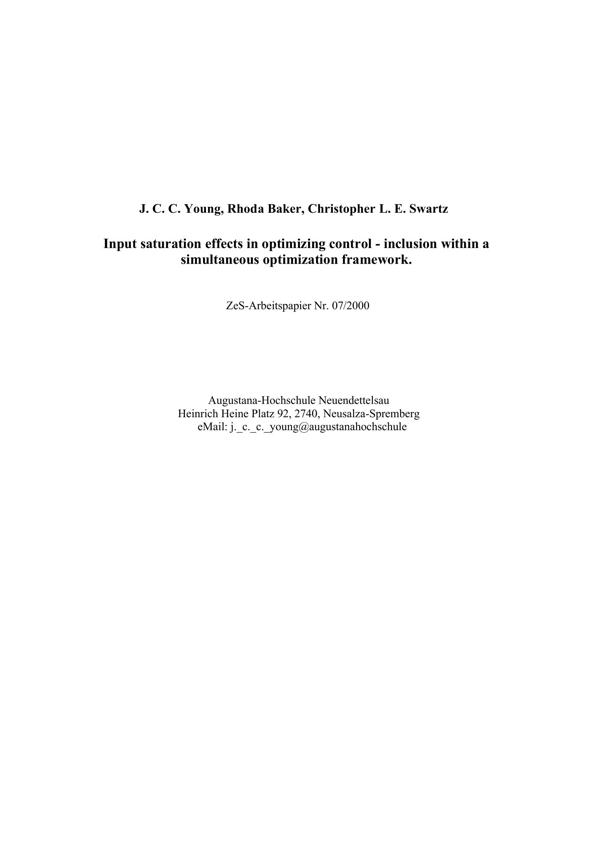 J. C. C. Young, Rhoda Baker, Christopher L. E. Swartz
Input saturation effects in optimizing control - inclusion within a
simultaneous optimization framework.
ZeS-Arbeitspapier Nr. 07/2000
Augustana-Hochschule Neuendettelsau
Heinrich Heine Platz 92, 2740, Neusalza-Spremberg
eMail: j._c._c._young@augustanahochschule